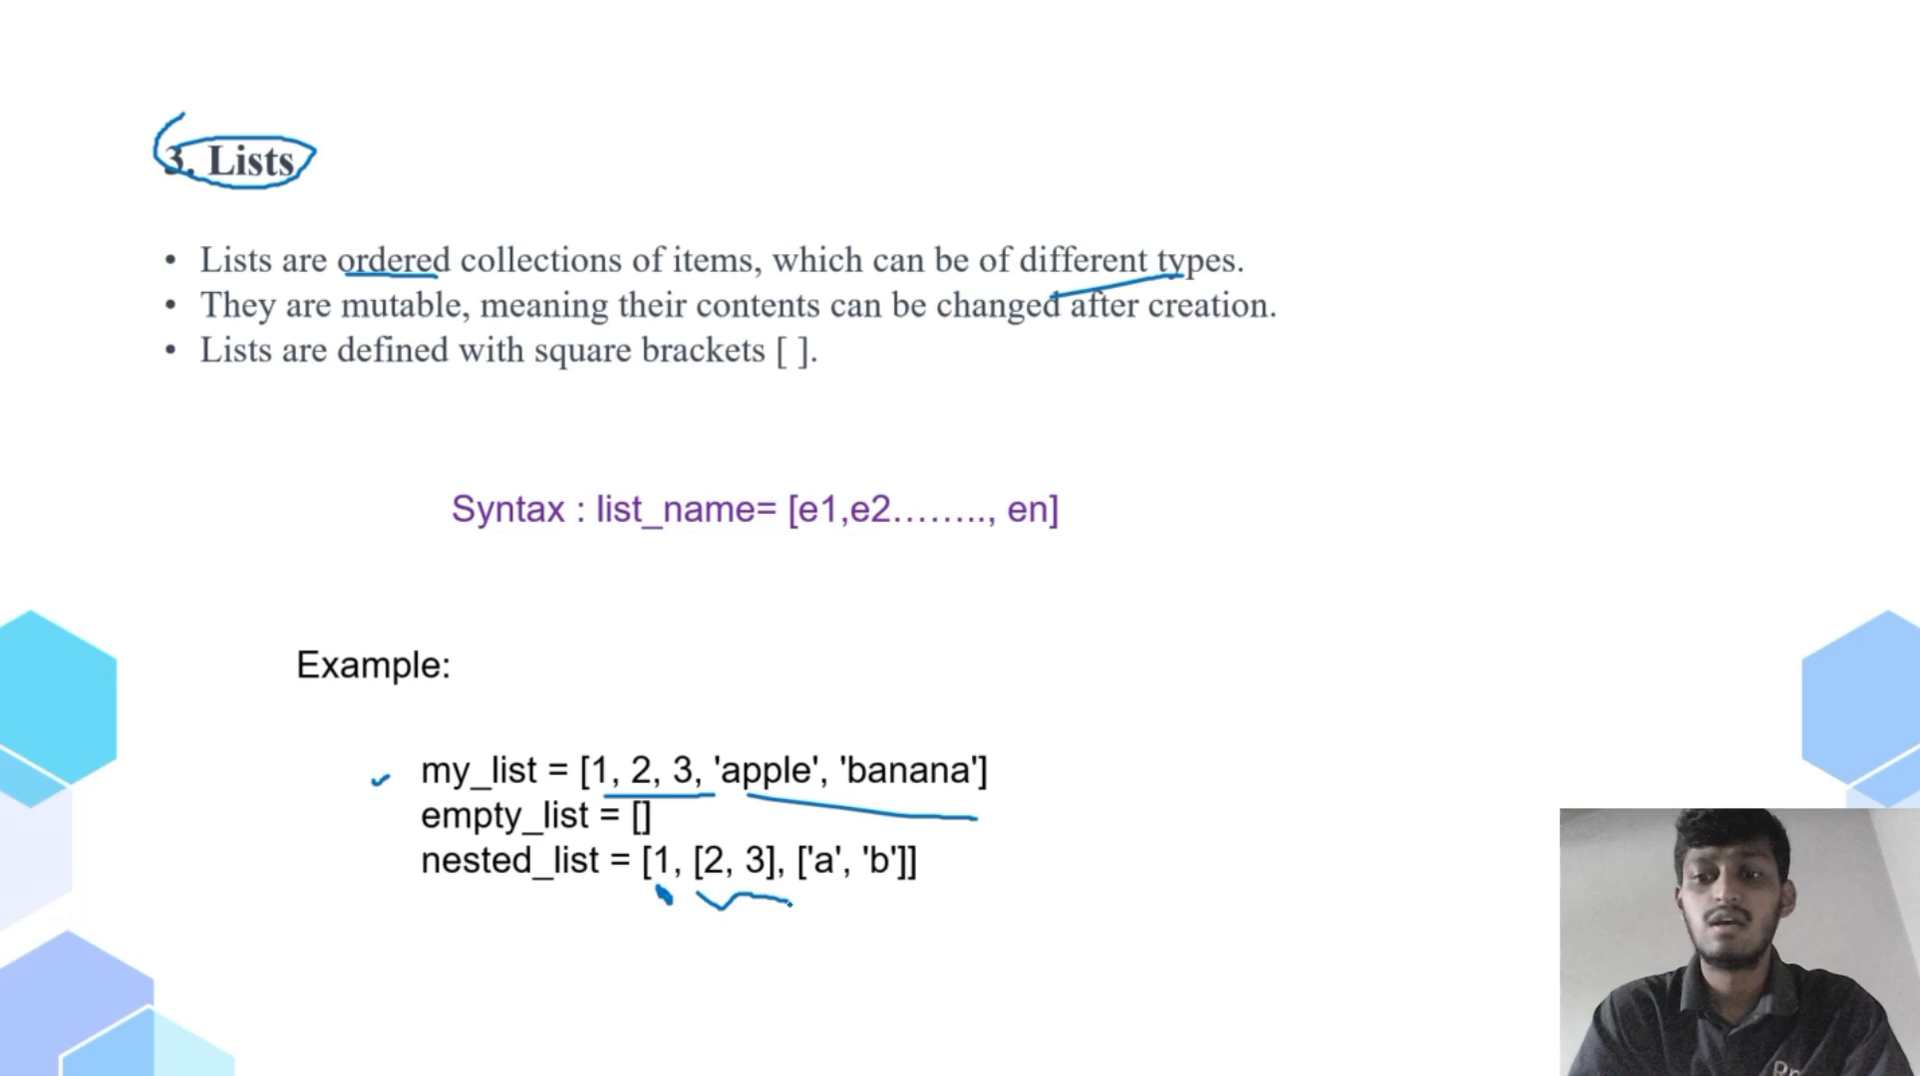 3. Lists
• Lists are ordered collections of items, which can be of different types.
• They are mutable, meaning their contents can be changed after creation.
• Lists are defined with square brackets [ ].
Syntax : list_name= [e1,e2…….., en]
Example:
my_list = [1, 2, 3, 'apple', 'banana']
empty_list = []
nested_list = [1, [2, 3], ['a', 'b']]